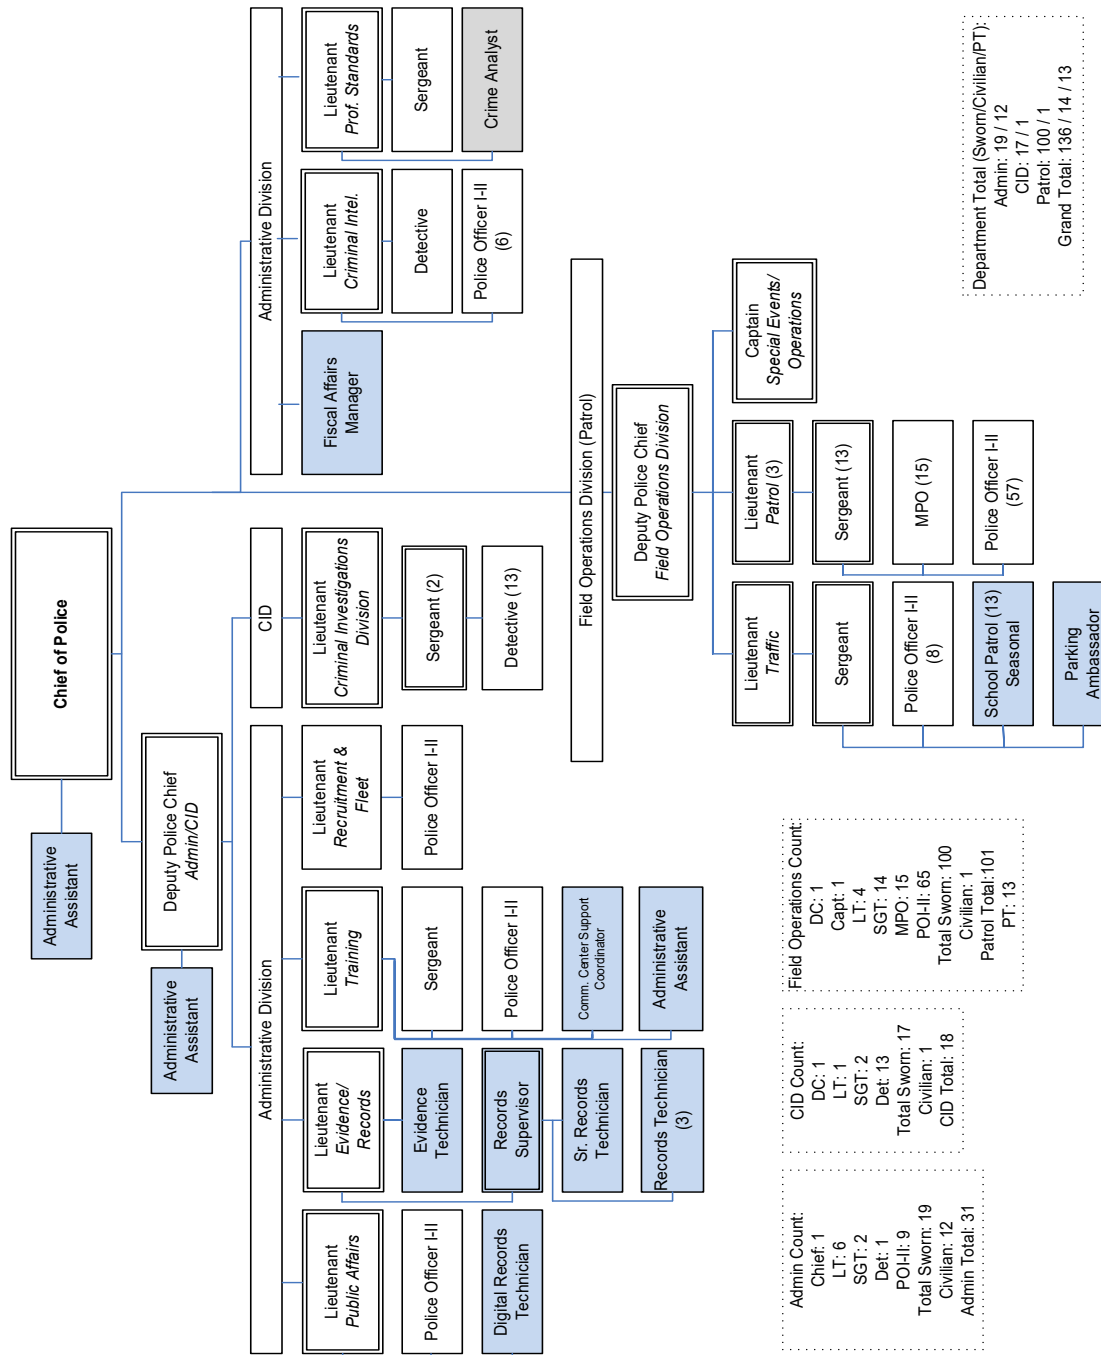 Chief of Police
Administrative
Assistant
Deputy Police Chief
Admin/CID
Administrative
Assistant
Administrative Division
Lieutenant
Public Affairs
Police Officer I-II
Digital Records
Technician
Lieutenant
Evidence/
Records
Evidence
Technician
Records
Supervisor
Sr. Records
Technician
Records Technician
(3)
Lieutenant
Training
Sergeant
Police Officer I-II
Comm. Center Support
Coordinator
Administrative
Assistant
Lieutenant
Recruitment &
Fleet
Police Officer I-II
CID
Lieutenant
Criminal Investigations
Division
Sergeant (2)
Detective (13)
Administrative Division
Fiscal Affairs
Manager
Lieutenant
Criminal Intel.
Detective
Police Officer I-II
(6)
Lieutenant
Prof. Standards
Sergeant
Crime Analyst
Field Operations Division (Patrol)
Deputy Police Chief
Field Operations Division
Lieutenant
Traffic
Sergeant
Police Officer I-II
(8)
School Patrol (13)
Seasonal
Parking
Ambassador
Lieutenant
Patrol (3)
Sergeant (13)
MPO (15)
Police Officer I-II
(57)
Captain
Special Events/
Operations
Admin Count:
Chief: 1
LT: 6
SGT: 2
Det: 1
POI-II: 9
Total Sworn: 19
Civilian: 12
Admin Total: 31
CID Count:
DC: 1
LT: 1
SGT: 2
Det: 13
Total Sworn: 17
Civilian: 1
CID Total: 18
Field Operations Count:
DC: 1
Capt: 1
LT: 4
SGT: 14
MPO: 15
POI-II: 65
Total Sworn: 100
Civilian: 1
Patrol Total:101
PT: 13
Department Total (Sworn/Civilian/PT):
Admin: 19 / 12
CID: 17 / 1
Patrol: 100 / 1
Grand Total: 136 / 14 / 13